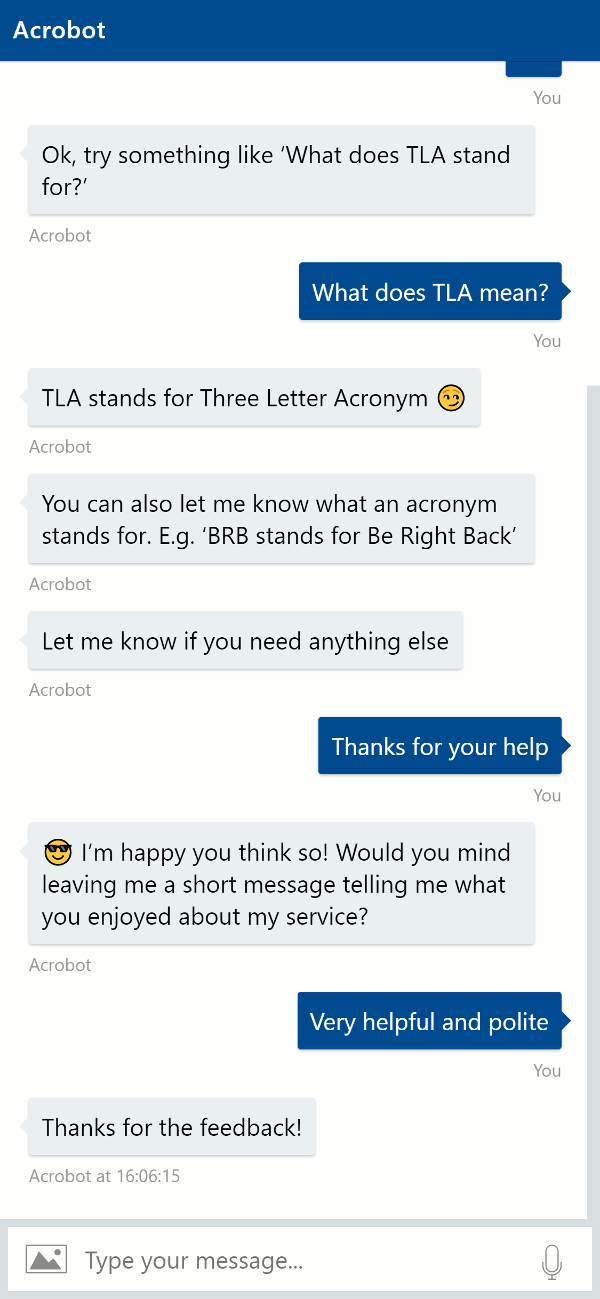 Acrobot
You
Ok, try something like ‘What does TLA stand
for?’
Acrobot
What does TLA mean?
You
TLA stands for Three Letter Acronym 😏
Acrobot
You can also let me know what an acronym
stands for. E.g. ‘BRB stands for Be Right Back’
Acrobot
Let me know if you need anything else
Acrobot
Thanks for your help
You
😎 I’m happy you think so! Would you mind
leaving me a short message telling me what
you enjoyed about my service?
Acrobot
Very helpful and polite
You
Thanks for the feedback!
Acrobot at 16:06:15
Type your message...